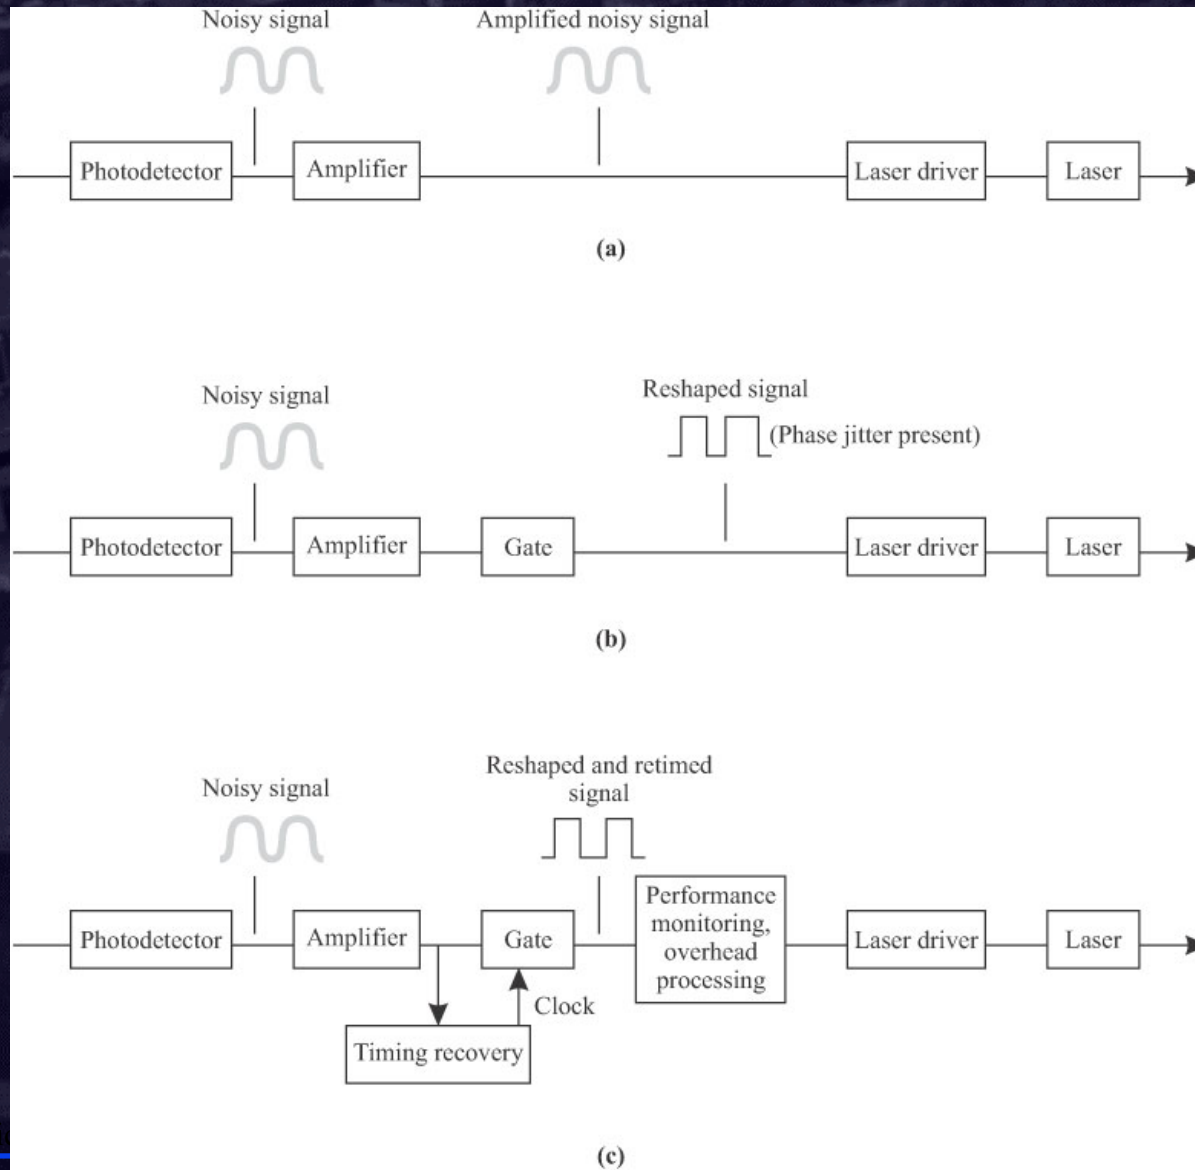 Noisy signal
Amplified noisy signal
Photodetector
Amplifier
Laser driver
Laser
(a)
Noisy signal
Reshaped signal
(Phase jitter present)
Photodetector
Amplifier
Gate
Laser driver
Laser
(b)
Noisy signal
Reshaped and retimed
signal
Photodetector
Amplifier
Gate
Performance
monitoring,
overhead
processing
Laser driver
Laser
Clock
Timing recovery
(c)